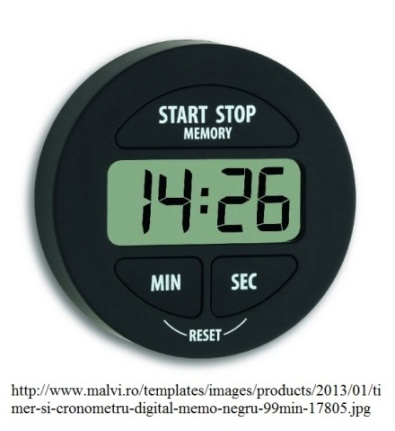 START STOP
MEMORY
14:26
MIN SEC
RESET
http://www.malvi.ro/templates/images/products/2013/01/ti
mer-si-cronometru-digital-memo-negru-99min-17805.jpg